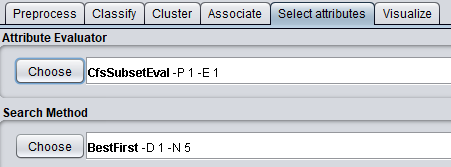 Preprocess Classify Cluster Associate Select attributes Visualize
Attribute Evaluator
Choose CfsSubsetEval -P 1 -E 1
Search Method
Choose BestFirst -D 1 -N 5